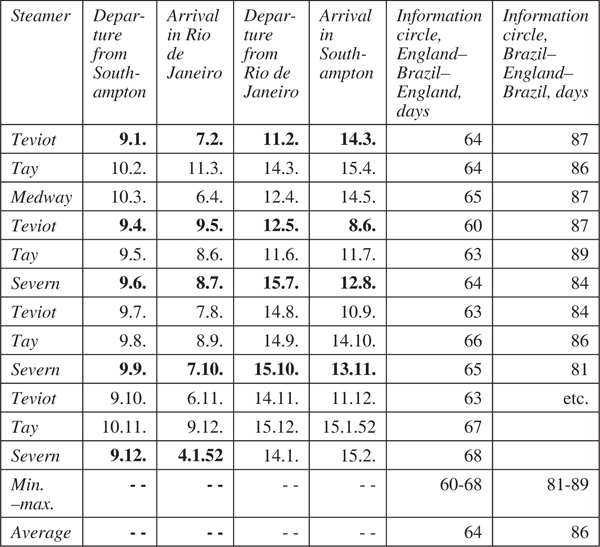 Steamer Depar-ture from South-ampton Arrival in Rio de Janeiro Depar-ture from Rio de Janeiro Arrival in South-ampton Information circle, England–Brazil–England, days Information circle, Brazil–England–Brazil, days
Teviot 9.1. 7.2. 11.2. 14.3. 64 87
Tay 10.2. 11.3. 14.3. 15.4. 64 86
Medway 10.3. 6.4. 12.4. 14.5. 65 87
Teviot 9.4. 9.5. 12.5. 8.6. 60 87
Tay 9.5. 8.6. 11.6. 11.7. 63 89
Severn 9.6. 8.7. 15.7. 12.8. 64 84
Teviot 9.7. 7.8. 14.8. 10.9. 63 84
Tay 9.8. 8.9. 14.9. 14.10. 66 86
Severn 9.9. 7.10. 15.10. 13.11. 65 81
Teviot 9.10. 6.11. 14.11. 11.12. 63 etc.
Tay 10.11. 9.12. 15.12. 15.1.52 67
Severn 9.12. 4.1.52 14.1. 15.2. 68
Min. –max. - - - - - - - - 60-68 81-89
Average - - - - - - - - 64 86